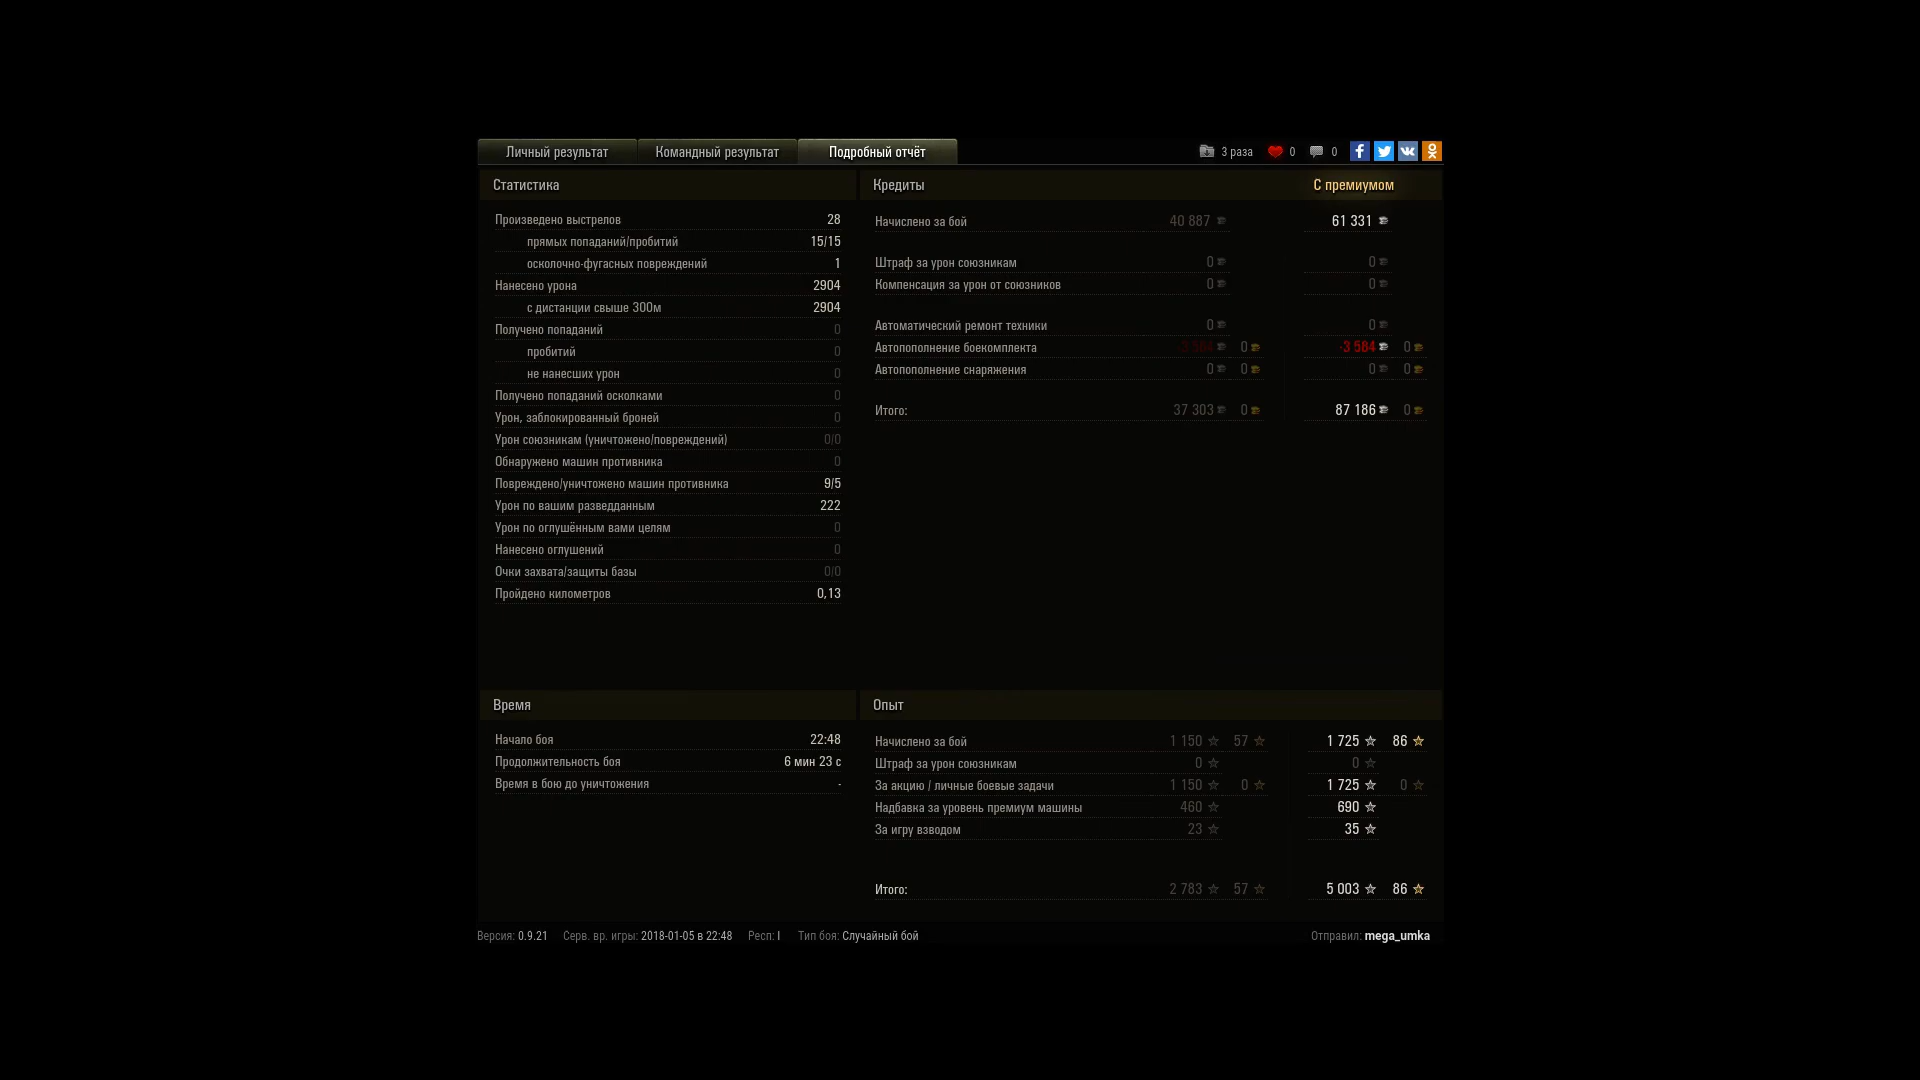 Личный результат Командный результат Подробный отчёт 3 раза 0 0
Статистика
Произведено выстрелов 28
прямых попаданий/пробитий 15/15
осколочно-фугасных повреждений 1
Нанесено урона 2904
с дистанции свыше 300м 2904
Получено попаданий 0
пробитий 0
не нанесших урон 0
Получено попаданий осколками 0
Урон, заблокированный броней 0
Урон союзникам (уничтожено/повреждений) 0/0
Обнаружено машин противника 0
Повреждено/уничтожено машин противника 9/5
Урон по вашим разведданным 222
Урон по оглушённым вами целям 0
Нанесено оглушений 0
Очки захвата/защиты базы 0/0
Пройдено километров 0,13
Кредиты С премиумом
Начислено за бой 40 887 61 331
Штраф за урон союзникам 0 0
Компенсация за урон от союзников 0 0
Автоматический ремонт техники 0 0
Автопополнение боекомплекта -3 584 0 -3 584 0
Автопополнение снаряжения 0 0 0 0
Итого: 37 303 0 87 186 0
Время
Начало боя 22:48
Продолжительность боя 6 мин 23 с
Время в бою до уничтожения -
Опыт
Начислено за бой 1 150 57 1 725 86
Штраф за урон союзникам 0 0
За акцию / личные боевые задачи 1 150 0 1 725 0
Надбавка за уровень премиум машины 460 690
За игру взводом 23 35
Итого: 2 783 57 5 003 86
Версия: 0.9.21 Серв. вр. игры: 2018-01-05 в 22:48 Респ: I Тип боя: Случайный бой Отправил: mega_umka